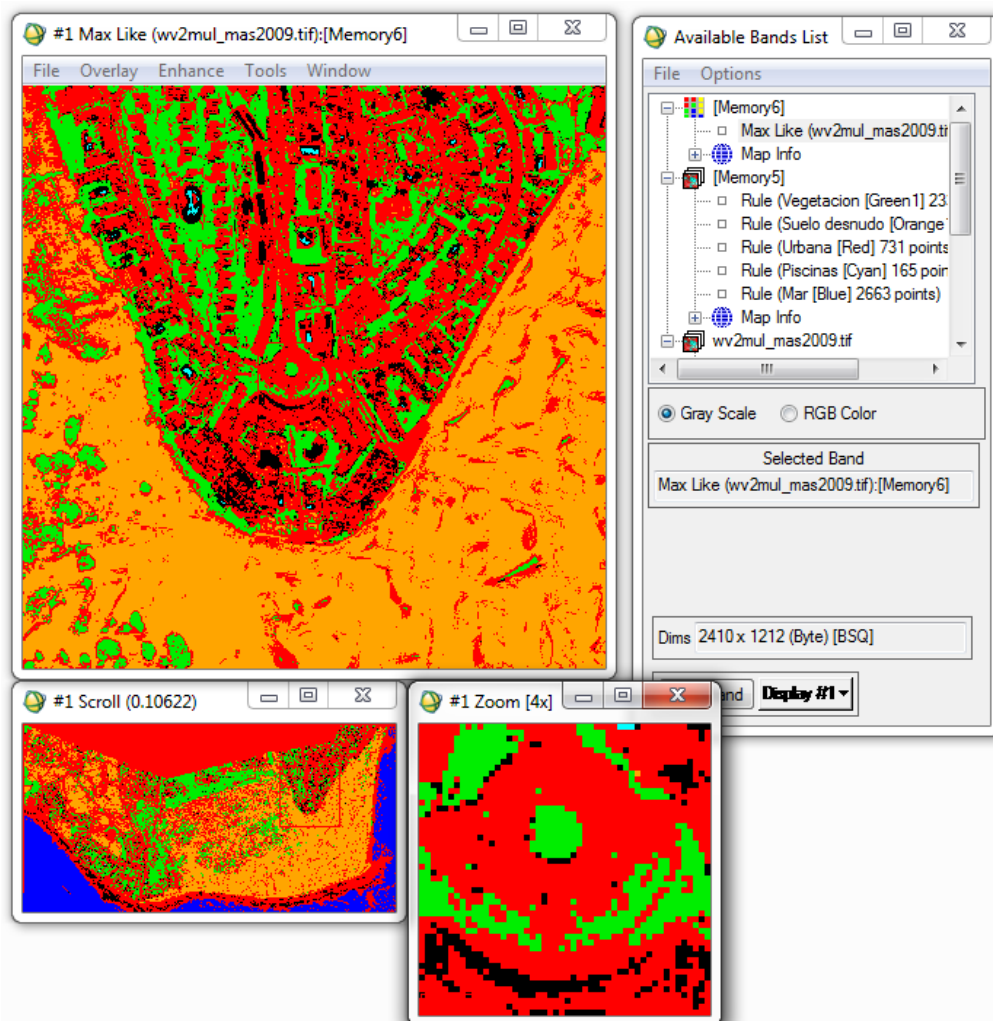 #1 Max Like (wv2mul_mas2009.tif):[Memory6]
File Overlay Enhance Tools Window
Available Bands List
File Options
[Memory6]
Max Like (wv2mul_mas2009.tif
Map Info
[Memory5]
Rule (Vegetacion [Green1] 23
Rule (Suelo desnudo [Orange
Rule (Urbana [Red] 731 points
Rule (Piscinas [Cyan] 165 poin
Rule (Mar [Blue] 2663 points)
Map Info
wv2mul_mas2009.tif
Gray Scale RGB Color
Selected Band
Max Like (wv2mul_mas2009.tif):[Memory6]
Dims 2410 x 1212 (Byte) [BSQ]
and Display #1
#1 Scroll (0.10622)
#1 Zoom [4x]